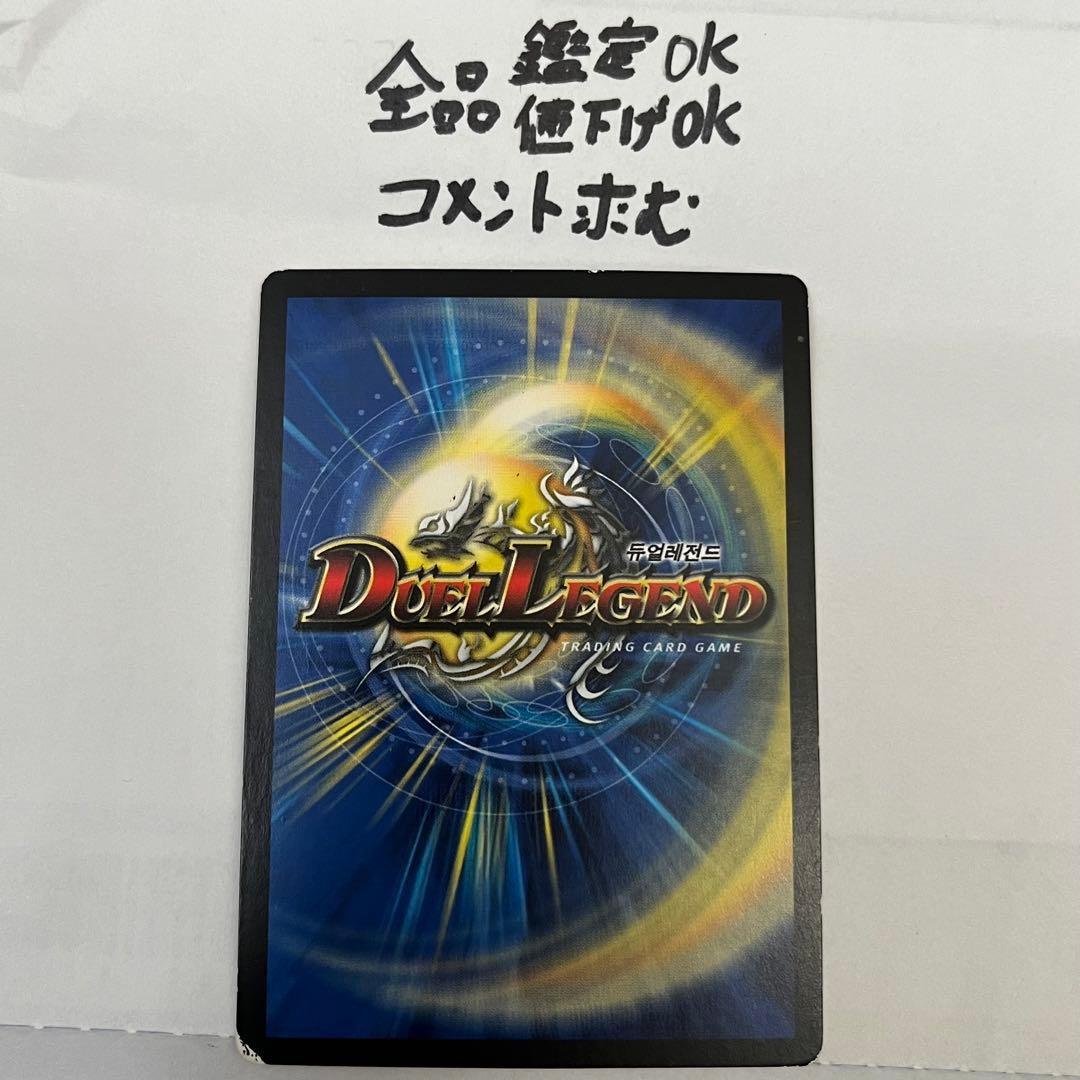 全品 鑑定OK
全品 値下げOK
コメント求む
듀얼레전드
DUEL LEGEND
TRADING CARD GAME